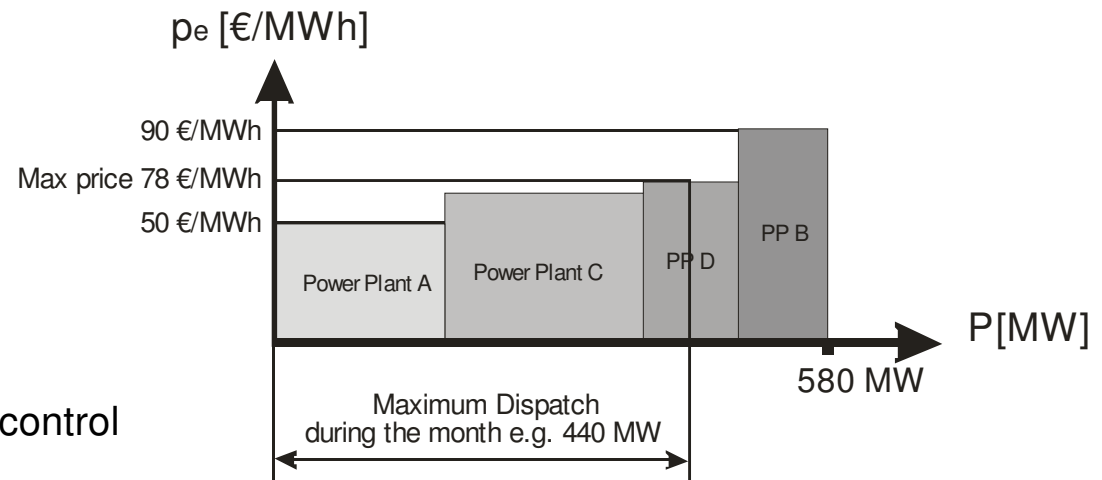 pe [€/MWh]
90 €/MWh
Max price 78 €/MWh
50 €/MWh
Power Plant A
Power Plant C
PP D
PP B
P[MW]
580 MW
control
Maximum Dispatch
during the month e.g. 440 MW